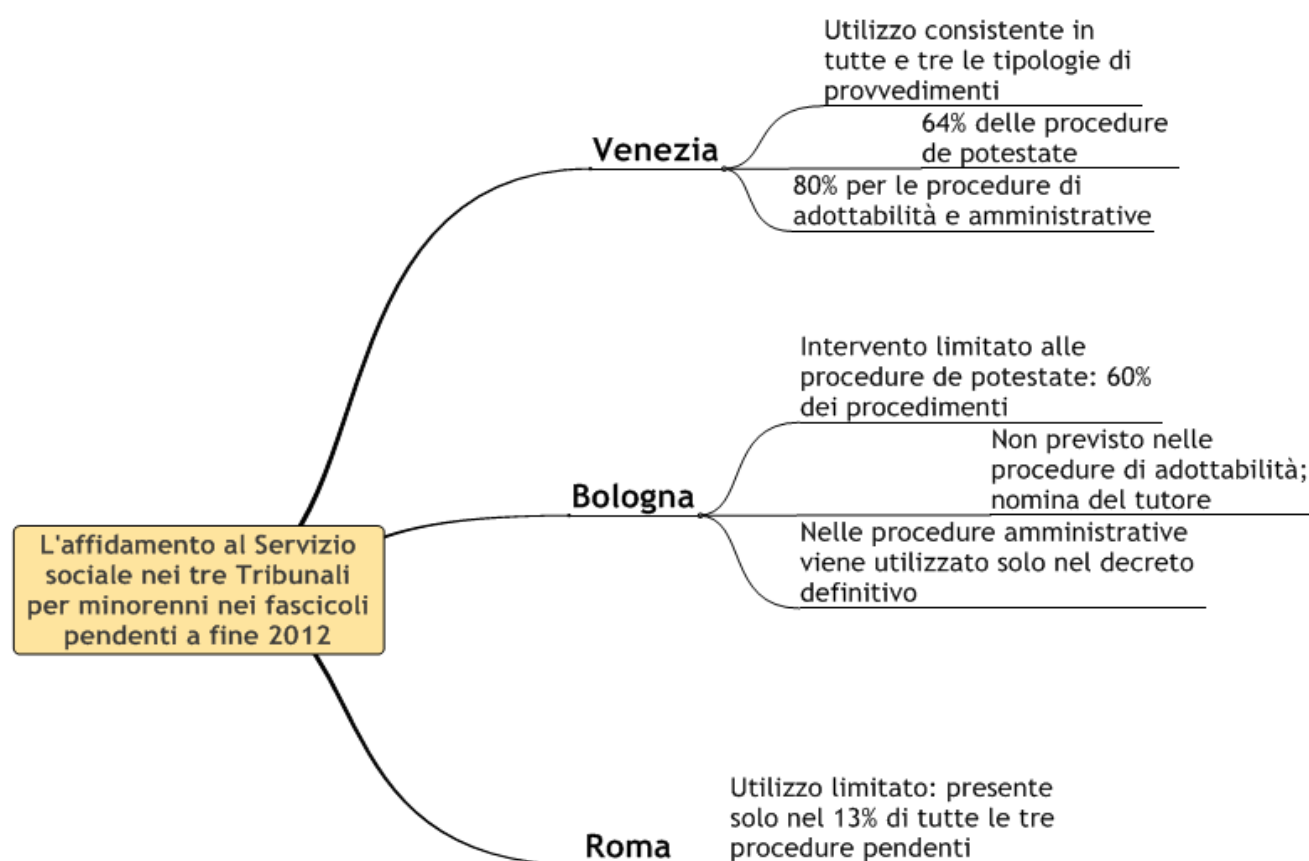 Utilizzo consistente in
tutte e tre le tipologie di
provvedimenti
Venezia
64% delle procedure
de potestate
80% per le procedure di
adottabilità e amministrative
Intervento limitato alle
procedure de potestate: 60%
dei procedimenti
Bologna
Non previsto nelle
procedure di adottabilità;
nomina del tutore
Nelle procedure amministrative
viene utilizzato solo nel decreto
definitivo
L'affidamento al Servizio
sociale nei tre Tribunali
per minorenni nei fascicoli
pendenti a fine 2012
Roma
Utilizzo limitato: presente
solo nel 13% di tutte le tre
procedure pendenti